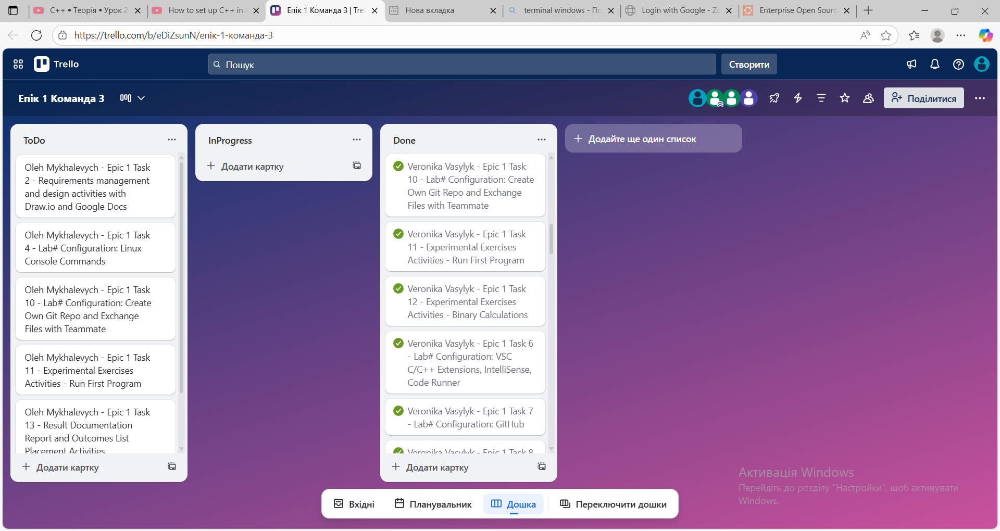 C++ • Теорія • Урок 2
How to set up C++ in
Епік 1 Команда 3 | Trel
Нова вкладка
terminal windows - По
Login with Google - Zo
Enterprise Open Sourc
https://trello.com/b/eDiZsunN/епік-1-команда-3
Trello
Пошук
Створити
Епік 1 Команда 3
Поділитися
ToDo
Oleh Mykhalevych - Epic 1 Task
2 - Requirements management
and design activities with
Draw.io and Google Docs
Oleh Mykhalevych - Epic 1 Task
4 - Lab# Configuration: Linux
Console Commands
Oleh Mykhalevych - Epic 1 Task
10 - Lab# Configuration: Create
Own Git Repo and Exchange
Files with Teammate
Oleh Mykhalevych - Epic 1 Task
11 - Experimental Exercises
Activities - Run First Program
Oleh Mykhalevych - Epic 1 Task
13 - Result Documentation
Report and Outcomes List
Placement Activities
Додати картку
InProgress
Додати картку
Done
Veronika Vasylyk - Epic 1 Task
10 - Lab# Configuration: Create
Own Git Repo and Exchange
Files with Teammate
Veronika Vasylyk - Epic 1 Task
11 - Experimental Exercises
Activities - Run First Program
Veronika Vasylyk - Epic 1 Task
12 - Experimental Exercises
Activities - Binary Calculations
Veronika Vasylyk - Epic 1 Task 6
- Lab# Configuration: VSC
C/C++ Extensions, IntelliSense,
Code Runner
Veronika Vasylyk - Epic 1 Task 7
- Lab# Configuration: GitHub
Veronika Vasylyk - Epic 1 Task 8
Додати картку
Додайте ще один список
Активація Windows
Перейдіть до розділу "Настройки", щоб активувати
Windows.
Вхідні
Планувальник
Дошка
Переключити дошки